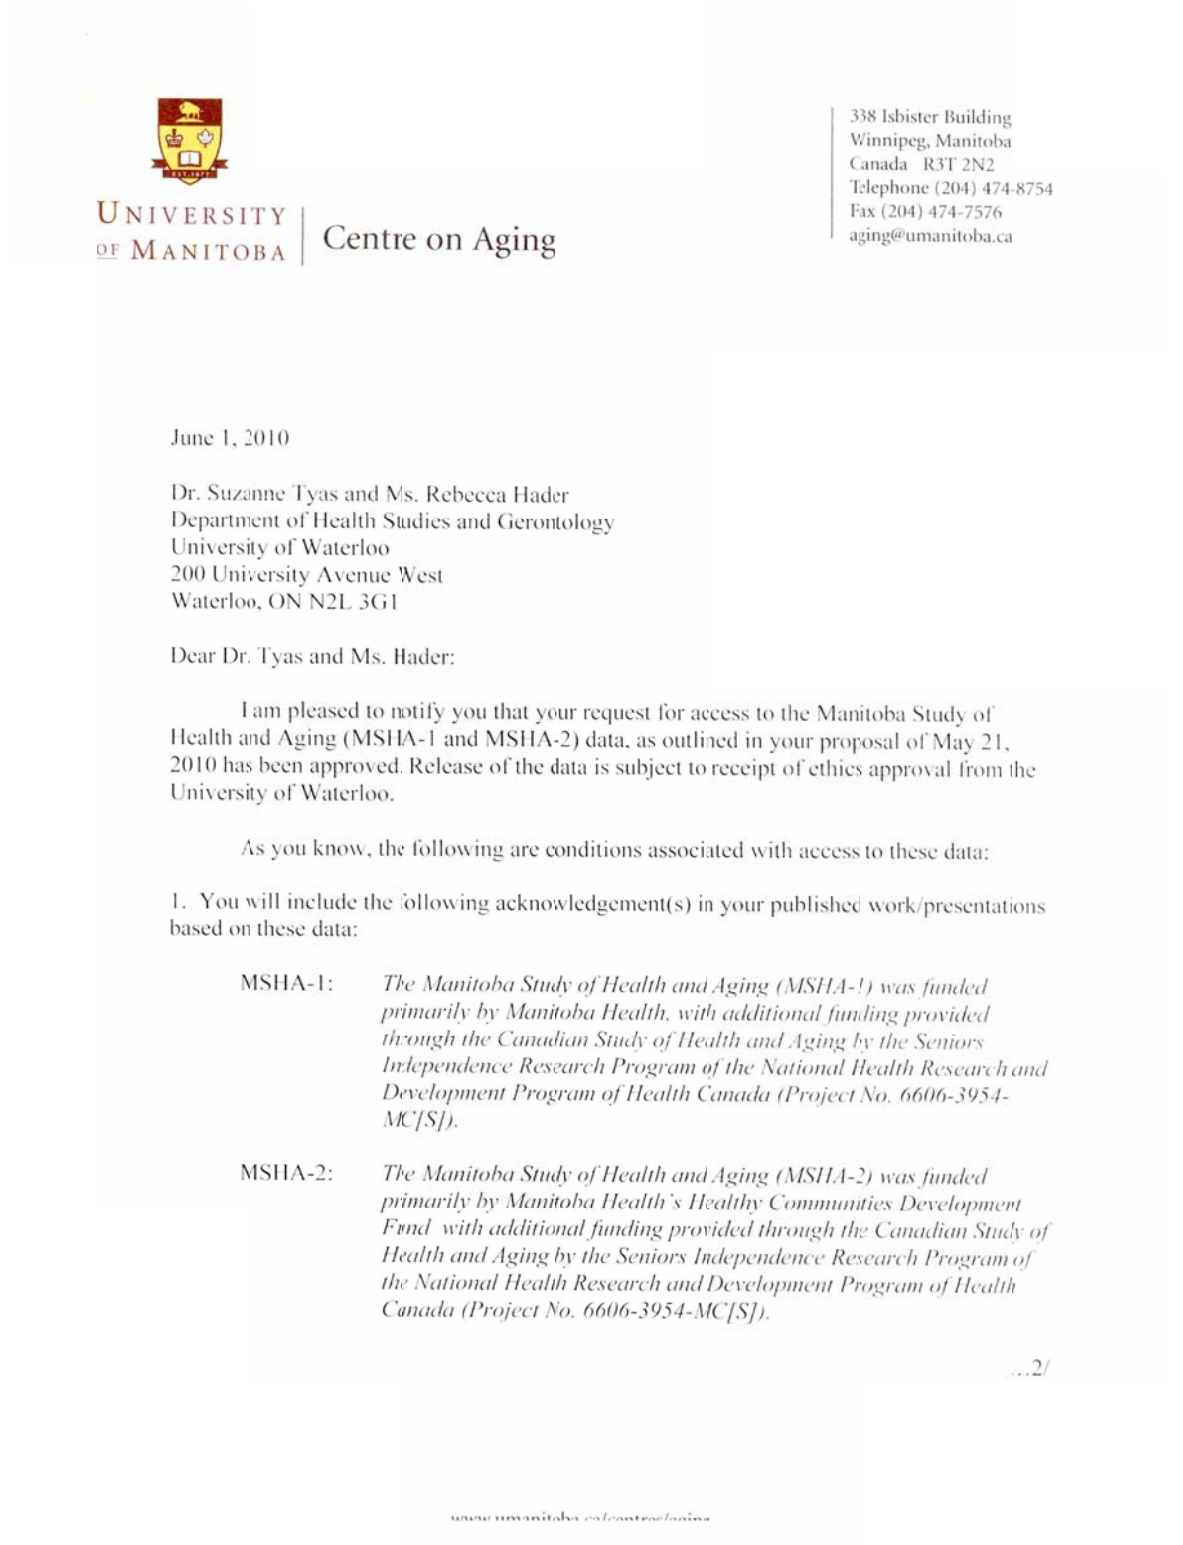 UNIVERSITY
OF MANITOBA
Centre on Aging
338 Isbister Building
Winnipeg, Manitoba
Canada R3T 2N2
Telephone (204) 474-8754
Fax (204) 474-7576
aging@umanitoba.ca
June 1, 2010
Dr. Suzanne Tyas and Ms. Rebecca Hader
Department of Health Studies and Gerontology
University of Waterloo
200 University Avenue West
Waterloo, ON N2L 3G1
Dear Dr. Tyas and Ms. Hader:
I am pleased to notify you that your request for access to the Manitoba Study of
Health and Aging (MSHA-1 and MSHA-2) data, as outlined in your proposal of May 21,
2010 has been approved. Release of the data is subject to receipt of ethics approval from the
University of Waterloo.
As you know, the following are conditions associated with access to these data:
1. You will include the following acknowledgement(s) in your published work/presentations
based on these data:
MSHA-1: The Manitoba Study of Health and Aging (MSHA-1) was funded
primarily by Manitoba Health, with additional funding provided
through the Canadian Study of Health and Aging by the Seniors
Independence Research Program of the National Health Research and
Development Program of Health Canada (Project No. 6606-3954-
MC[S]).
MSHA-2: The Manitoba Study of Health and Aging (MSHA-2) was funded
primarily by Manitoba Health's Healthy Communities Development
Fund with additional funding provided through the Canadian Study of
Health and Aging by the Seniors Independence Research Program of
the National Health Research and Development Program of Health
Canada (Project No. 6606-3954-MC[S]).
...2/
www.umanitoba.ca/centres/aging